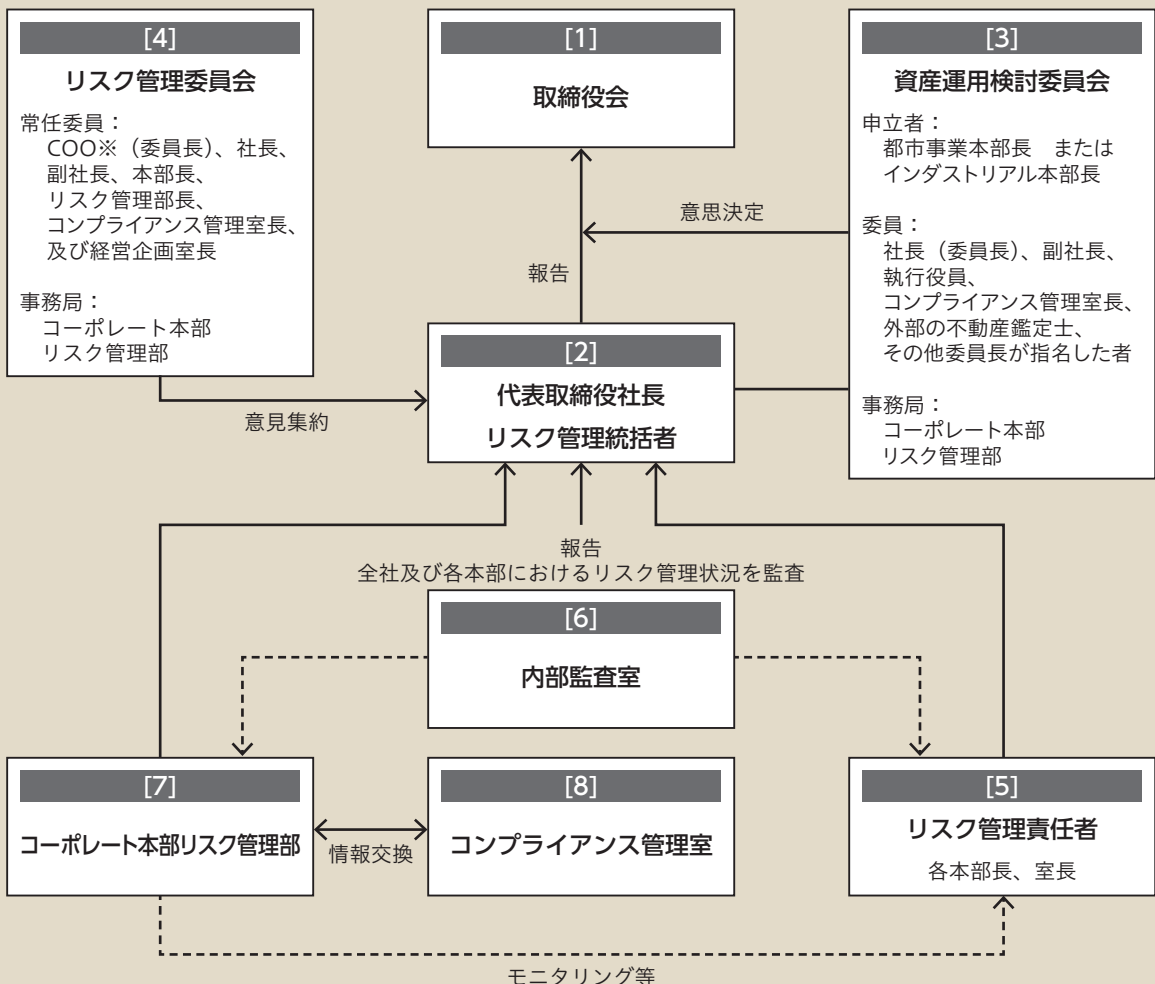 [4]
リスク管理委員会
常任委員：
COO※（委員長）、社長、
副社長、本部長、
リスク管理部長、
コンプライアンス管理室長、
及び経営企画室長
事務局：
コーポレート本部
リスク管理部
[1]
取締役会
[3]
資産運用検討委員会
申立者：
都市事業本部長　または
インダストリアル本部長
委員：
社長（委員長）、副社長、
執行役員、
コンプライアンス管理室長、
外部の不動産鑑定士、
その他委員長が指名した者
事務局：
コーポレート本部
リスク管理部
意思決定
報告
[2]
代表取締役社長
リスク管理統括者
意見集約
報告
全社及び各本部におけるリスク管理状況を監査
[6]
内部監査室
[7]
コーポレート本部リスク管理部
情報交換
[8]
コンプライアンス管理室
[5]
リスク管理責任者
各本部長、室長
モニタリング等